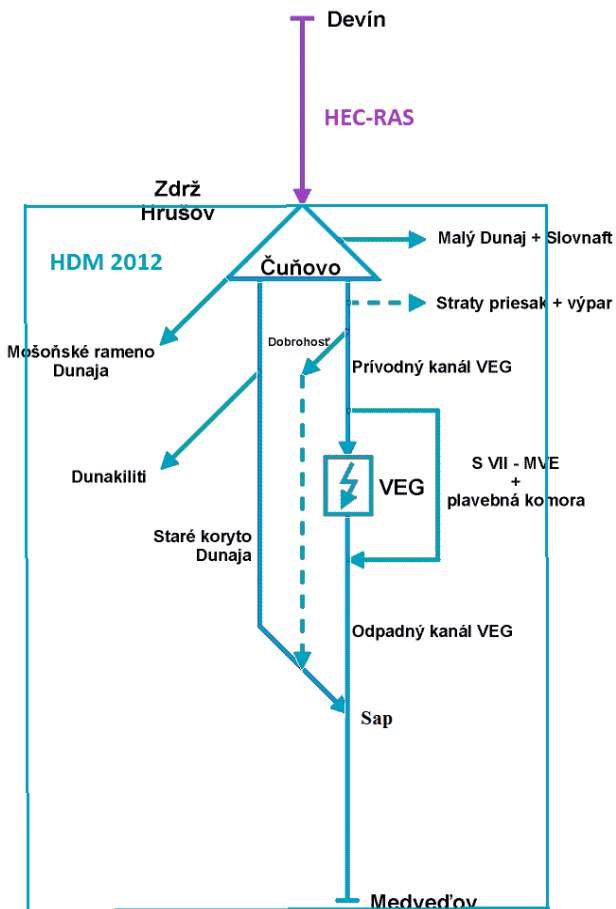 Devín
HEC-RAS
Zdrž
Hrušov
Malý Dunaj + Slovnaft
HDM 2012
Čuňovo
Straty priesak + výpar
Mošoňské rameno
Dunaja
Dobrohosť
Prívodný kanál VEG
Dunakiliti
VEG
S VII - MVE
+
plavebná komora
Staré koryto
Dunaja
Odpadný kanál VEG
Sap
Medveďov